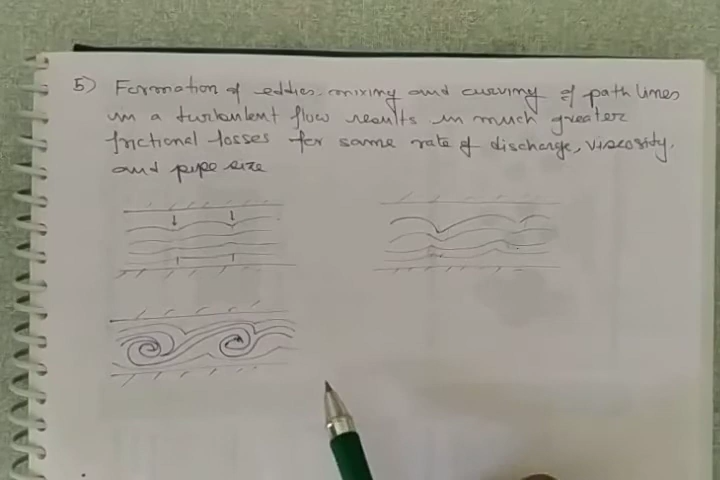 5) Formation of eddies, mixing and curving of path lines
in a turbulent flow results in much greater
frictional losses for same rate of discharge, viscosity,
and pipe size